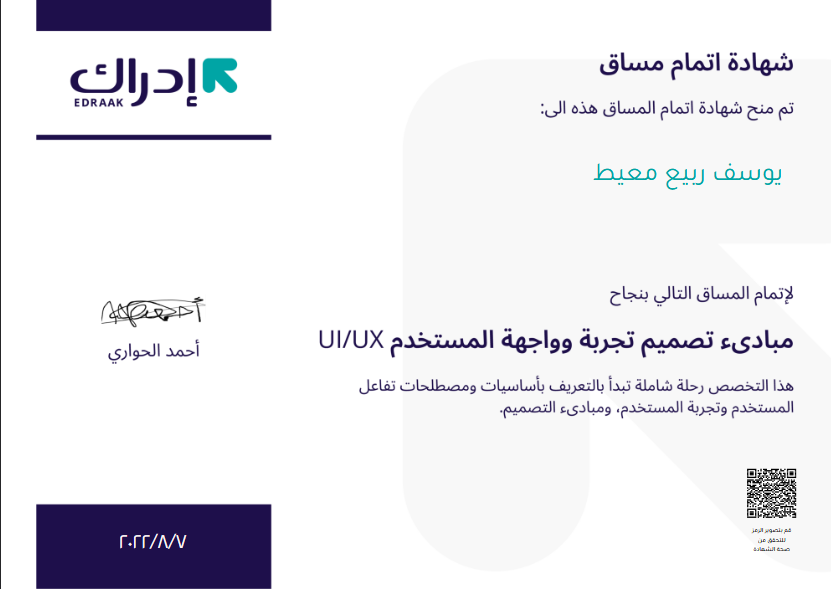 إدراك
EDRAAK
شهادة اتمام مساق
تم منح شهادة اتمام المساق هذه الى:
يوسف ربيع معيط
لإتمام المساق التالي بنجاح
مبادىء تصميم تجربة وواجهة المستخدم UI/UX
هذا التخصص رحلة شاملة تبدأ بالتعريف بأساسيات ومصطلحات تفاعل
المستخدم وتجربة المستخدم، ومبادىء التصميم.
أحمد الحواري
٢٠٢٢/٨/٧
قم بتصوير الرمز
للتحقق من
صحة الشهادة